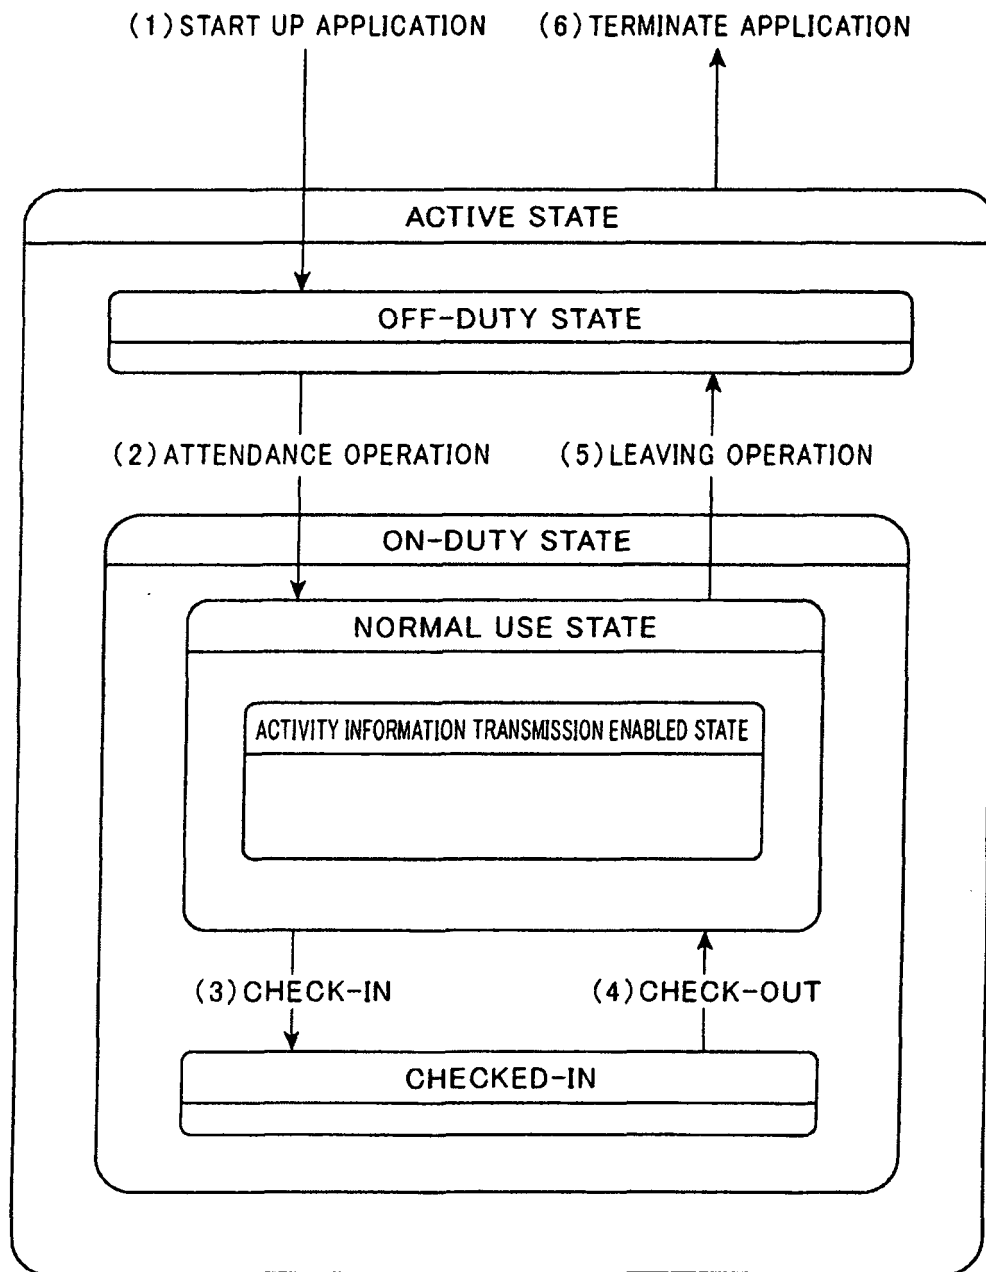 (1)START UP APPLICATION
(6)TERMINATE APPLICATION
ACTIVE STATE
OFF-DUTY STATE
(2)ATTENDANCE OPERATION
(5)LEAVING OPERATION
ON-DUTY STATE
NORMAL USE STATE
ACTIVITY INFORMATION TRANSMISSION ENABLED STATE
(3)CHECK-IN
(4)CHECK-OUT
CHECKED-IN